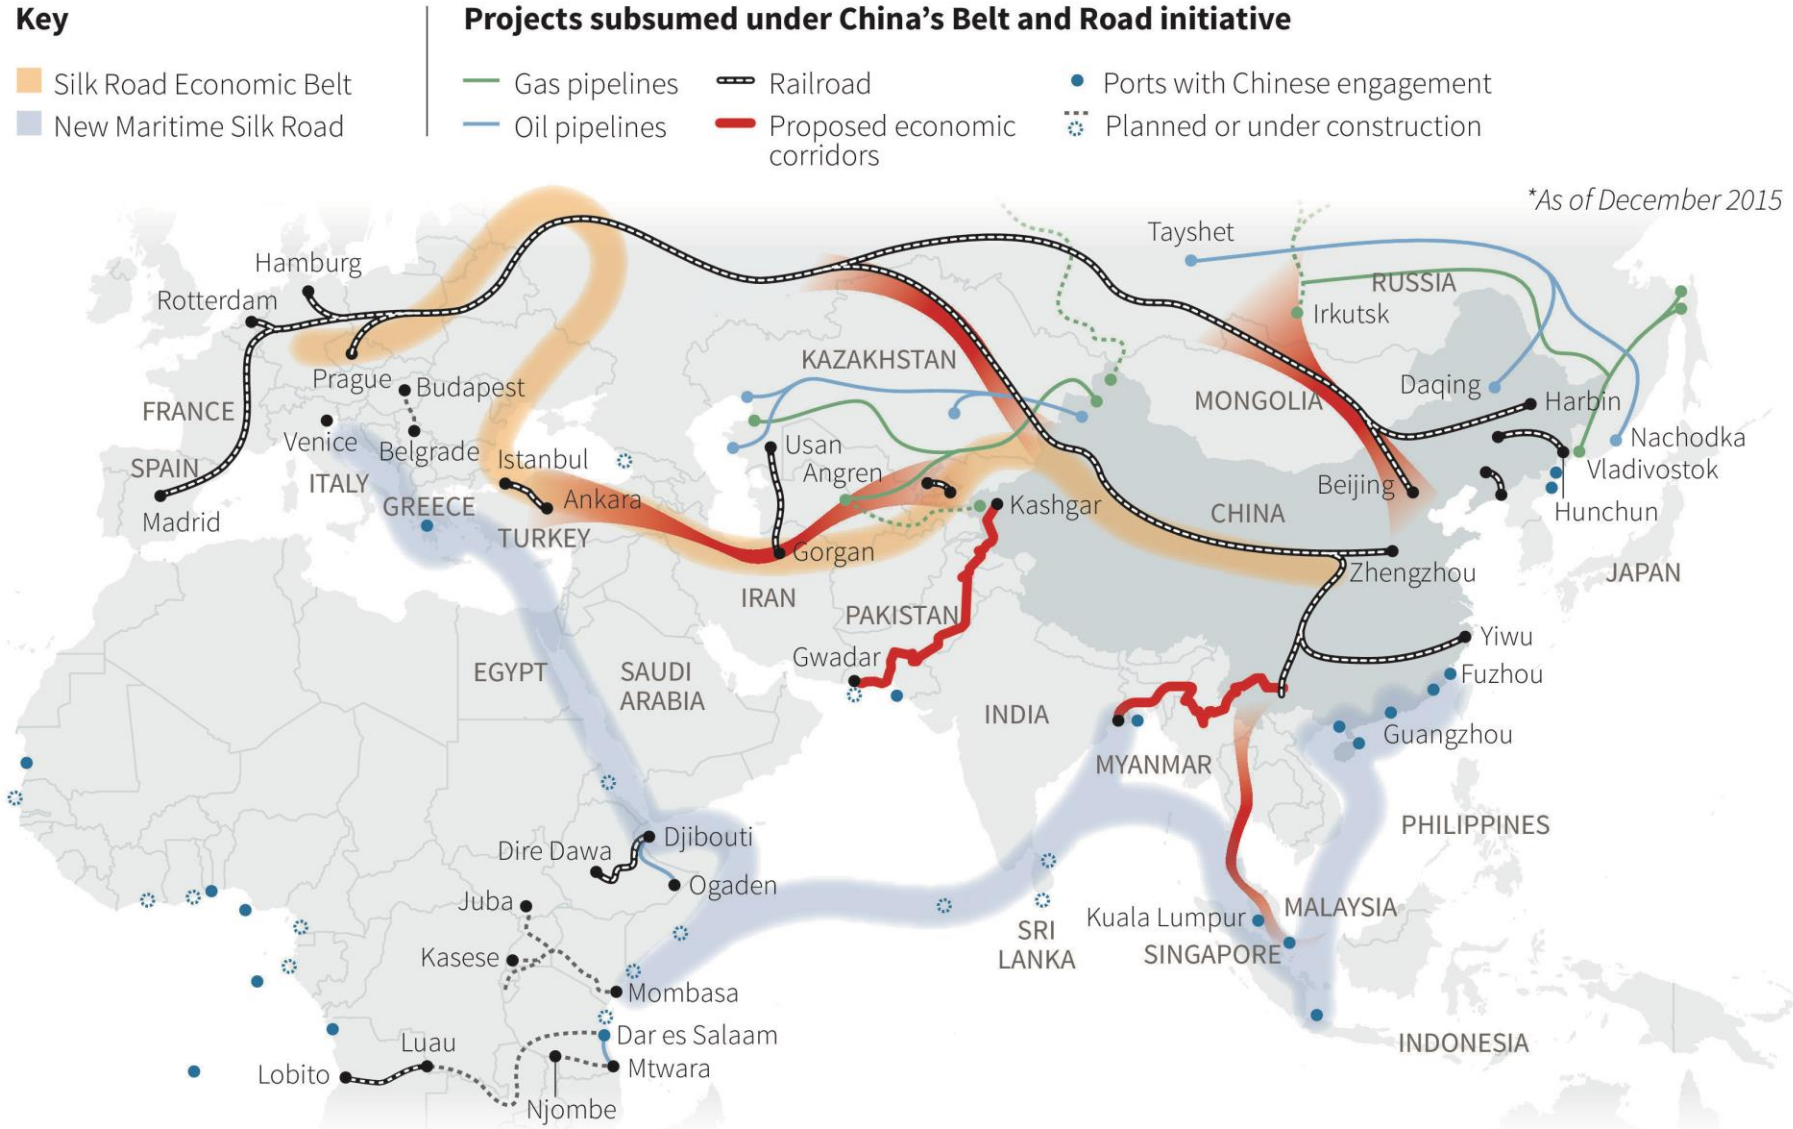 Key
Silk Road Economic Belt
New Maritime Silk Road
Projects subsumed under China's Belt and Road initiative
Gas pipelines
Oil pipelines
Railroad
Proposed economic
corridors
Ports with Chinese engagement
Planned or under construction
*As of December 2015
Tayshet
Hamburg
RUSSIA
Rotterdam
Irkutsk
KAZAKHSTAN
Prague
Budapest
Daqing
MONGOLIA
Harbin
FRANCE
Venice
Belgrade
Usan
Nachodka
SPAIN
Istanbul
Angren
Vladivostok
ITALY
Beijing
GREECE
Ankara
Kashgar
CHINA
Hunchun
Madrid
TURKEY
Gorgan
Zhengzhou
JAPAN
IRAN
PAKISTAN
Yiwu
Gwadar
EGYPT
SAUDI
ARABIA
Fuzhou
INDIA
Guangzhou
MYANMAR
PHILIPPINES
Djibouti
Dire Dawa
Ogaden
Juba
MALAYSIA
Kuala Lumpur
SRI
LANKA
SINGAPORE
Kasese
Mombasa
Dar es Salaam
Luau
INDONESIA
Lobito
Mtwara
Njombe